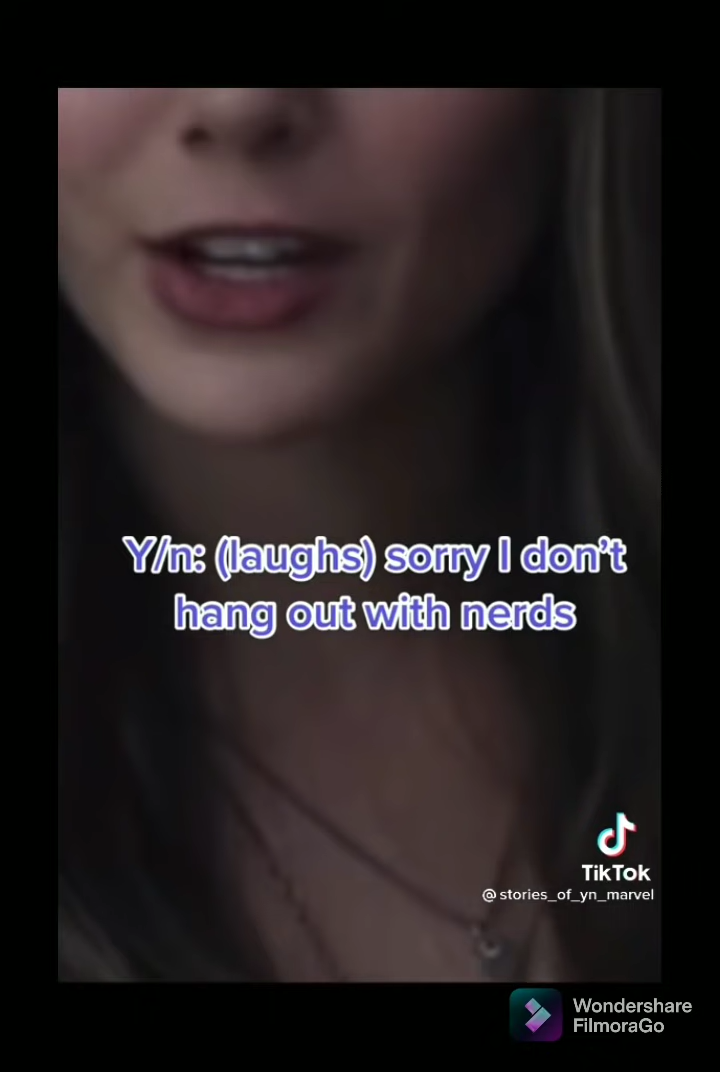 Y/n: (laughs) sorry I don't
hang out with nerds
TikTok
@stories_of_yn_marvel
Wondershare
FilmoraGo